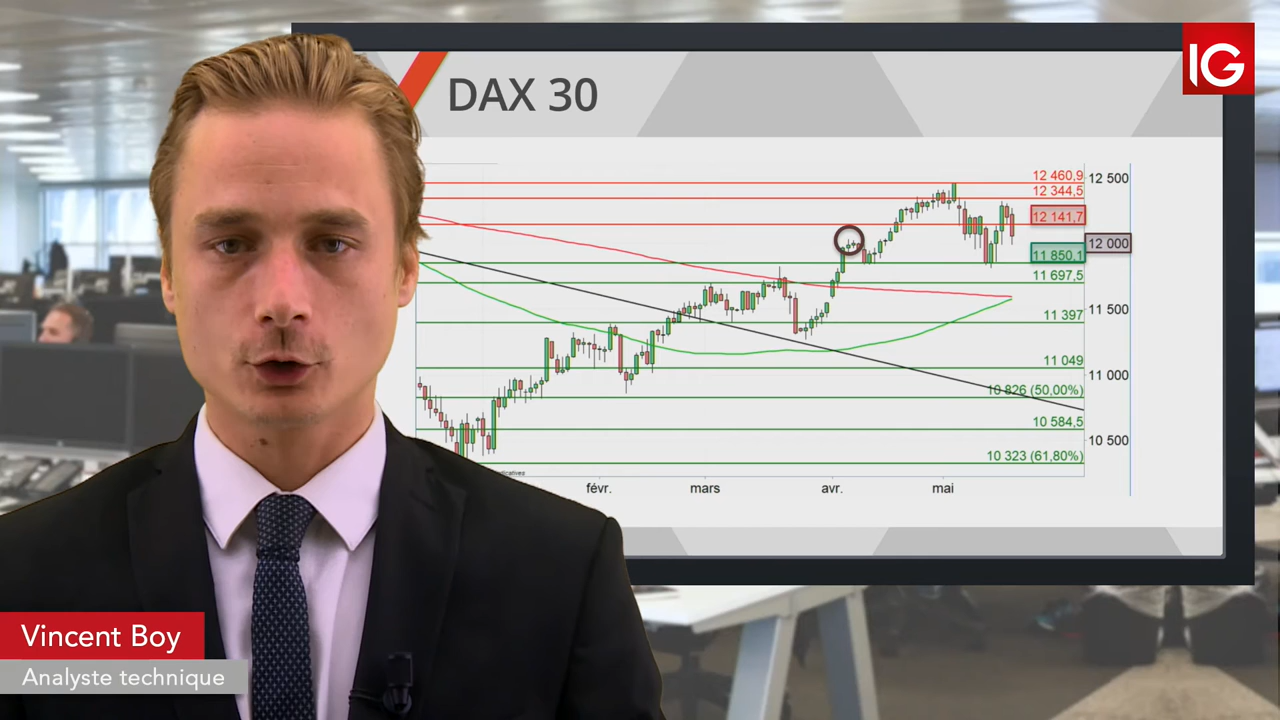 IG
DAX 30
12 460,9
12 344,5
12 141,7
11 850,1
11 697,5
11 397
11 049
10 826 (50,00%)
10 584,5
10 323 (61,80%)
12 500
12 000
11 500
11 000
10 500
févr.
mars
avr.
mai
Vincent Boy
Analyste technique